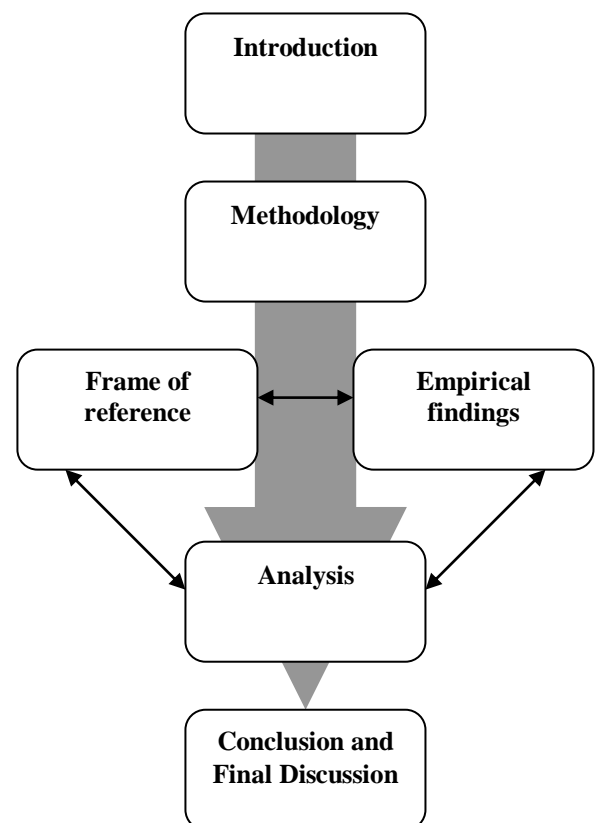 Introduction
Methodology
Frame of
reference
Empirical
findings
Analysis
Conclusion and
Final Discussion